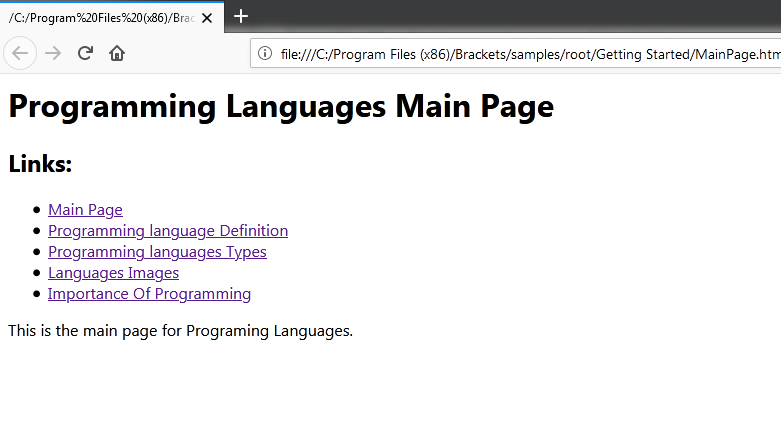 /C:/Program%20Files%20(x86)/Brac
file:///C:/Program Files (x86)/Brackets/samples/root/Getting Started/MainPage.htm
Programming Languages Main Page
Links:
Main Page
Programming language Definition
Programming languages Types
Languages Images
Importance Of Programming
This is the main page for Programing Languages.